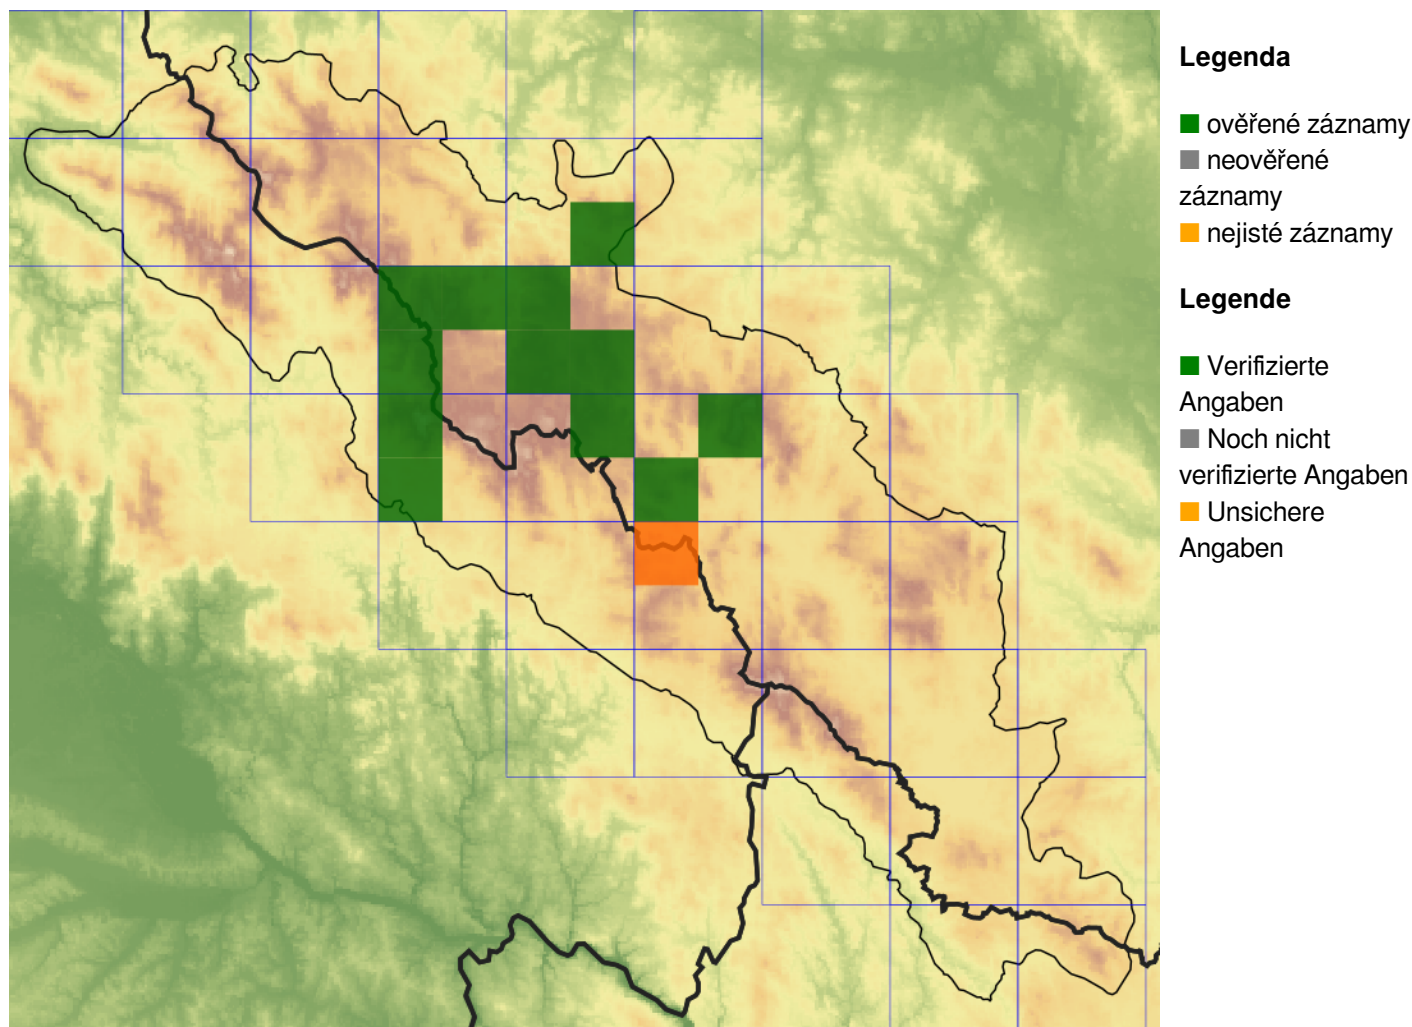 Legenda
ověřené záznamy
neověřené
záznamy
nejisté záznamy
Legende
Verifizierte
Angaben
Noch nicht
verifizierte Angaben
Unsichere
Angaben